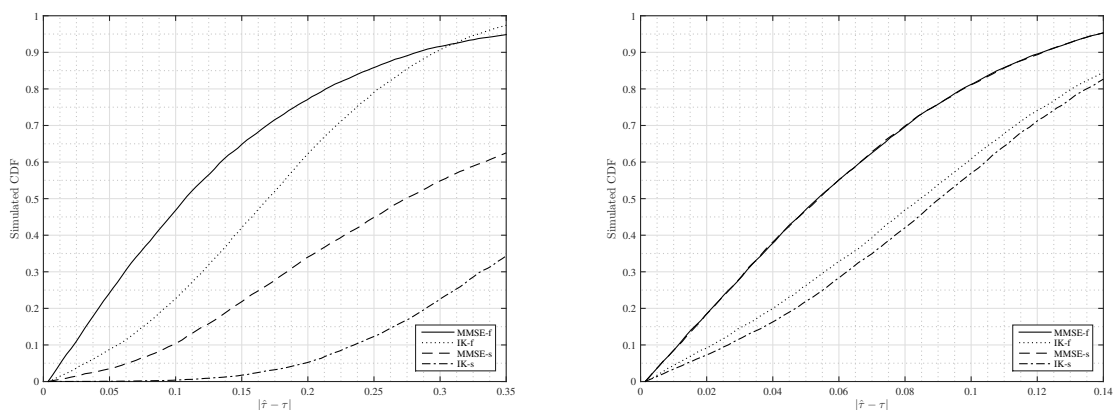 1
0.9
0.8
0.7
0.6
0.5
0.4
0.3
0.2
0.1
0
Simulated CDF
0 0.05 0.1 0.15 0.2 0.25 0.3 0.35
|τ̂ − τ|
MMSE-f
IK-f
MMSE-s
IK-s
1
0.9
0.8
0.7
0.6
0.5
0.4
0.3
0.2
0.1
0
Simulated CDF
0 0.02 0.04 0.06 0.08 0.1 0.12 0.14
|τ̂ − τ|
MMSE-f
IK-f
MMSE-s
IK-s